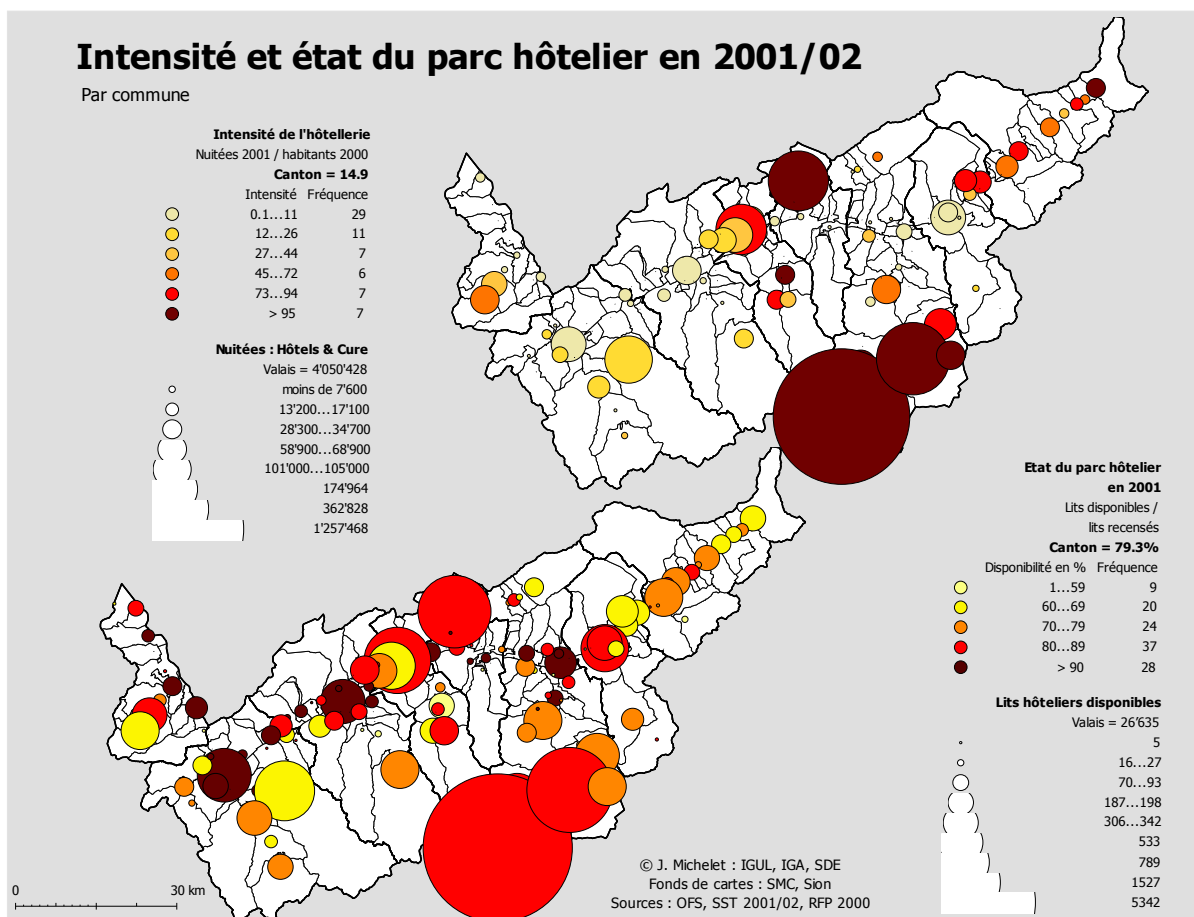 Intensité et état du parc hôtelier en 2001/02
Par commune
Intensité de l'hôtellerie
Nuitées 2001 / habitants 2000
Canton = 14.9
Intensité Fréquence
0.1...11 29
12...26 11
27...44 7
45...72 6
73...94 7
> 95 7
Nuitées : Hôtels & Cure
Valais = 4'050'428
moins de 7'600
13'200...17'100
28'300...34'700
58'900...68'900
101'000...105'000
174'964
362'828
1'257'468
Etat du parc hôtelier
en 2001
Lits disponibles /
lits recensés
Canton = 79.3%
Disponibilité en % Fréquence
1...59 9
60...69 20
70...79 24
80...89 37
> 90 28
Lits hôteliers disponibles
Valais = 26'635
5
16...27
70...93
187...198
306...342
533
789
1527
5342
© J. Michelet : IGUL, IGA, SDE
Fonds de cartes : SMC, Sion
Sources : OFS, SST 2001/02, RFP 2000
0 30 km